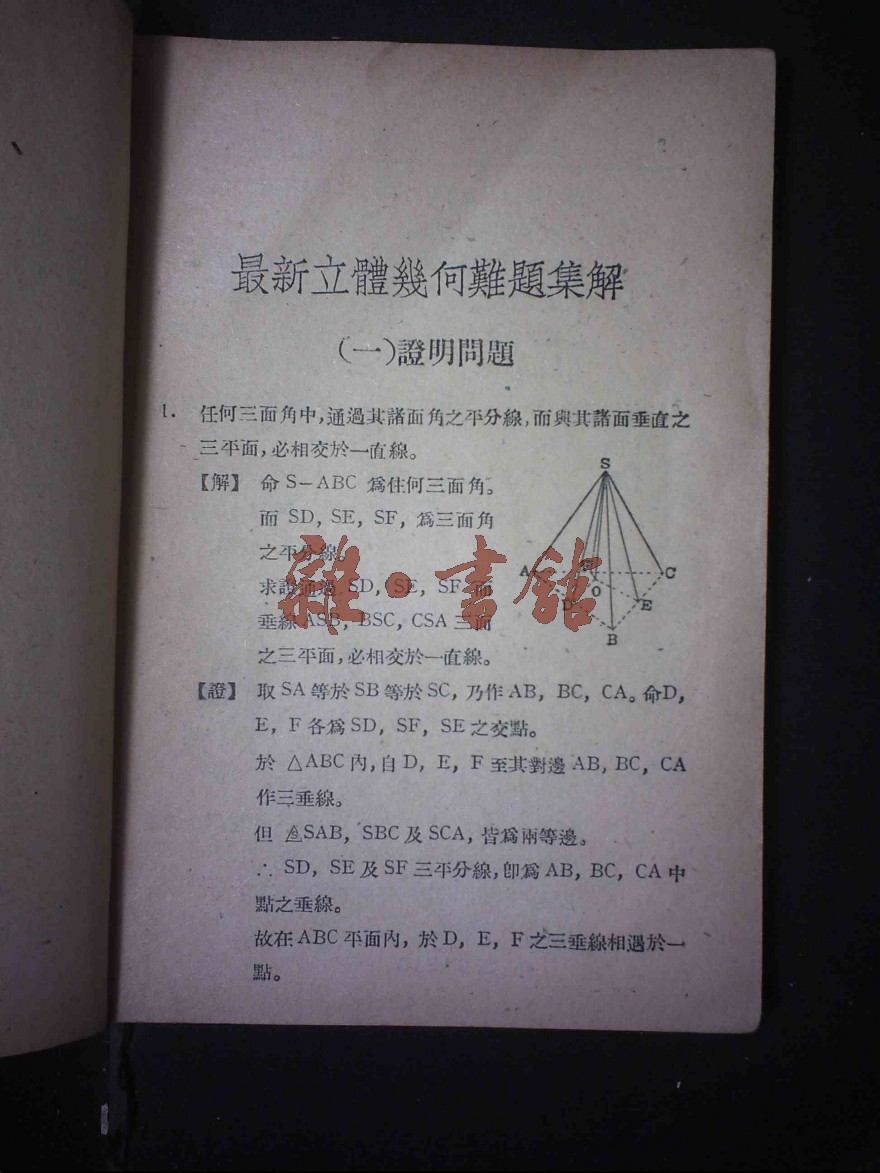 最新立體幾何難題集解
(一)證明問題
1. 任何三面角中,通過其諸面角之平分線,而與其諸面垂直之
三平面,必相交於一直線。
【解】 命 S-ABC 爲任何三面角。
而 SD, SE, SF, 爲三面角
之平分線。
求證通過 SD, SE, SF 而
垂線 ASB, BSC, CSA 三面
之三平面,必相交於一直線。
S
A
F
C
O
D
E
B
雜·書館
【證】 取 SA 等於 SB 等於 SC, 乃作 AB, BC, CA。命D,
E, F 各爲 SD, SF, SE 之交點。
於 △ABC 內,自 D, E, F 至其對邊 AB, BC, CA
作三垂線。
但 △SAB, SBC 及 SCA, 皆爲兩等邊。
∴ SD, SE 及 SF 三平分線,卽爲 AB, BC, CA 中
點之垂線。
故在 ABC 平面內,於 D, E, F 之三垂線相遇於一
點。